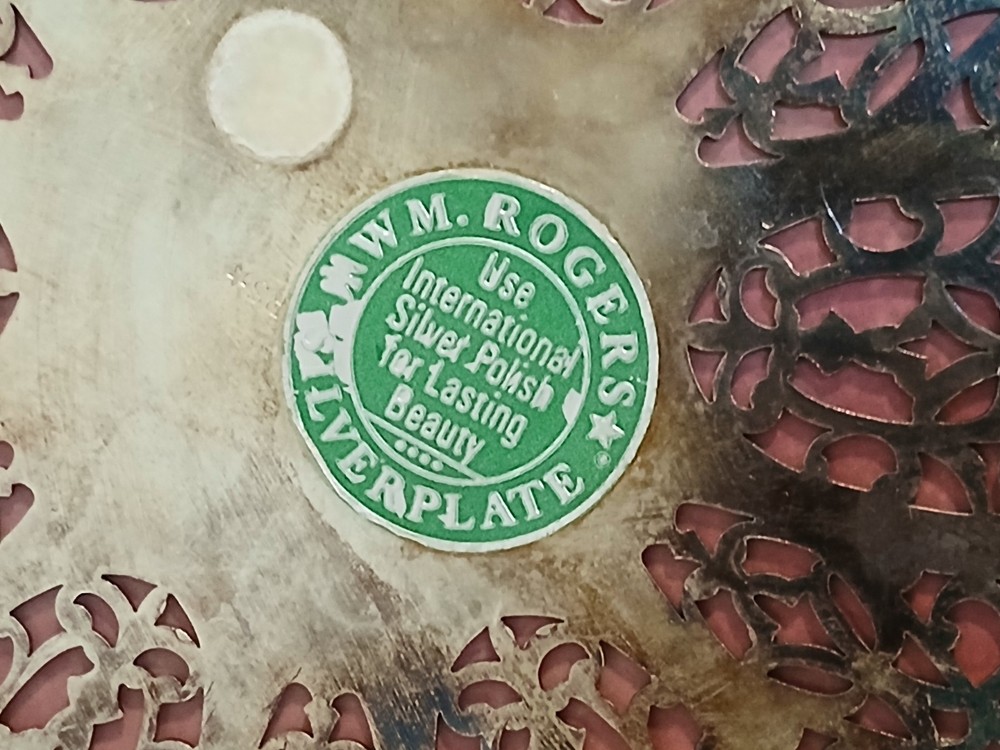 WM. ROGERS
SILVERPLATE
Use
International
Silver Polish
for Lasting
Beauty